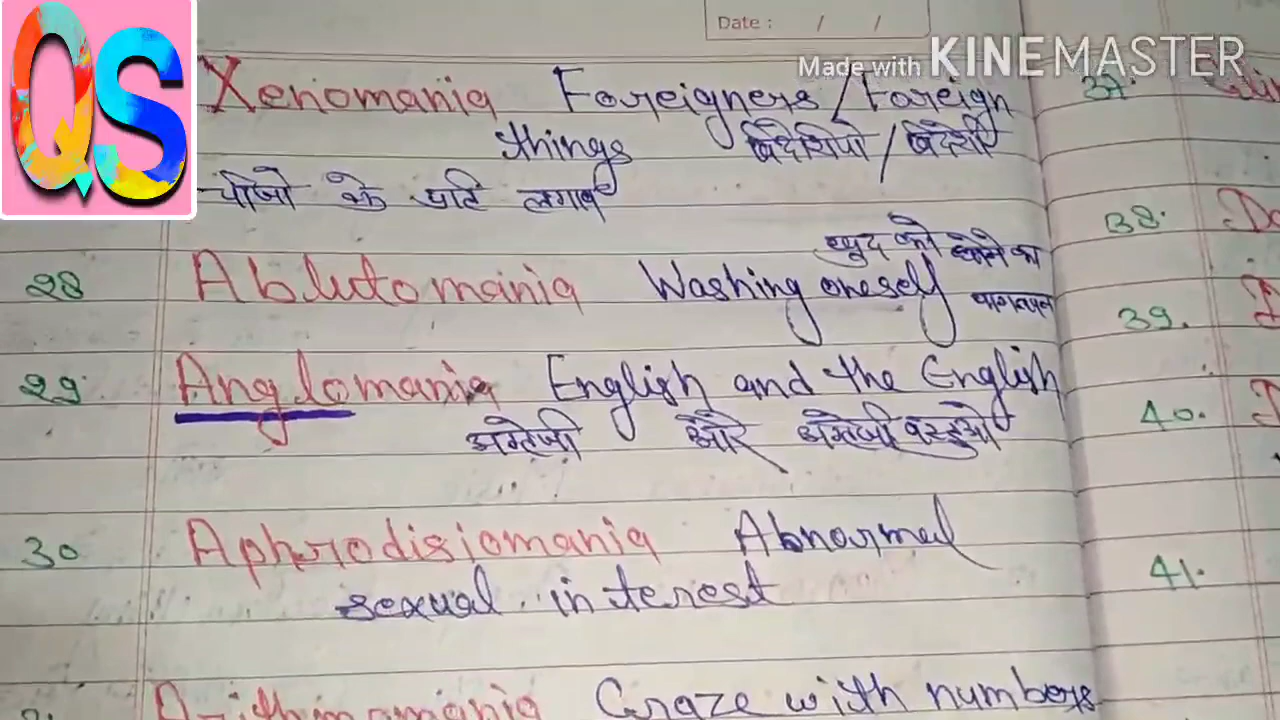 QS
Date : / /
Made with KINEMASTER
Xenomania Foreigners/Foreign
things विदेशियो / विदेशी
चीजो के प्रति लगाव
28 Ablutomania Washing oneself खुद को धोने का
पागलपन
29. Anglomania English and the English
अंग्रेजी और अंग्रेजी वस्तुओ
30 Aphrodisiomania Abnormal
sexual interest
Arithmomania Craze with numbers
37.
38.
39.
40.
41.